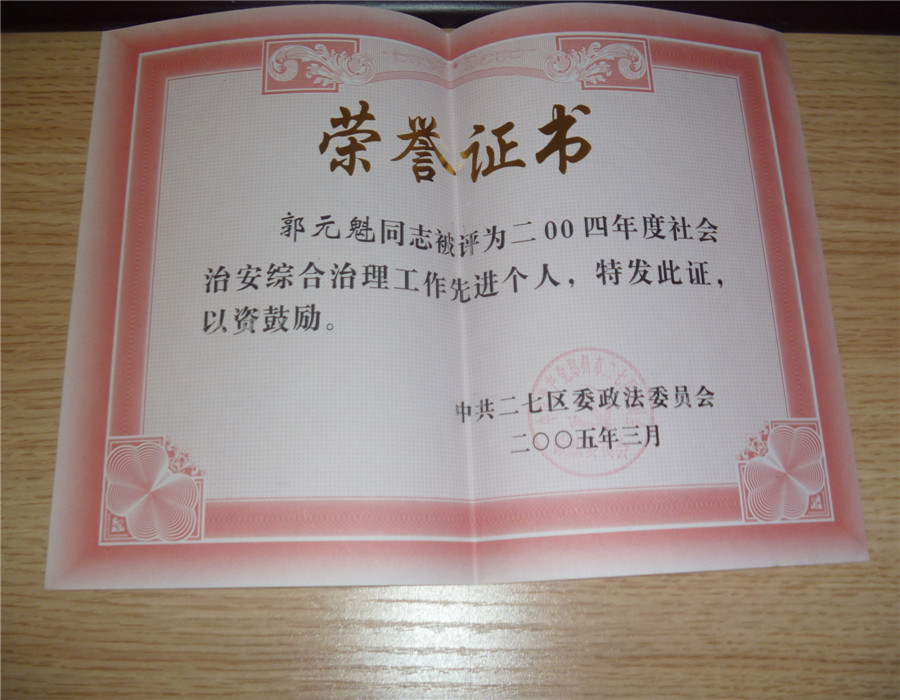 荣誉证书
郭元魁同志被评为二00四年度社会
治安综合治理工作先进个人，特发此证，
以资鼓励。
中共二七区委政法委员会
二〇〇五年三月